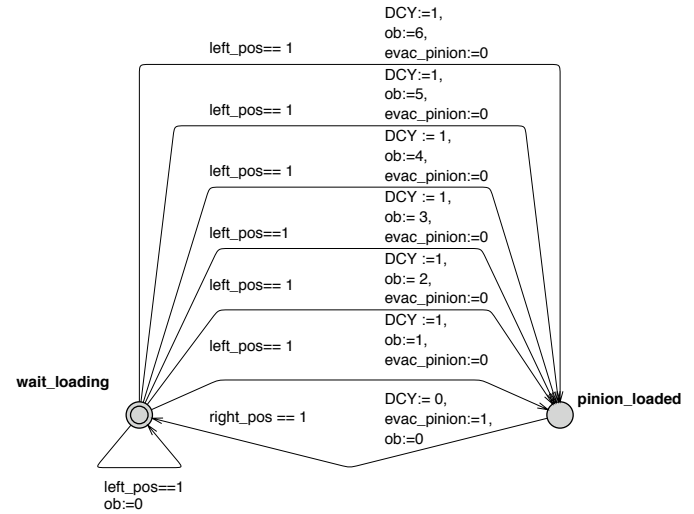 DCY:=1,
ob:=6,
left_pos== 1
evac_pinion:=0
DCY:=1,
ob:=5,
left_pos== 1
evac_pinion:=0
DCY := 1,
ob:=4,
left_pos== 1
evac_pinion:=0
DCY := 1,
ob:= 3,
left_pos==1
evac_pinion:=0
DCY :=1,
ob:= 2,
left_pos== 1
evac_pinion:=0
DCY :=1,
ob:=1,
left_pos== 1
evac_pinion:=0
wait_loading
pinion_loaded
DCY:= 0,
right_pos == 1
evac_pinion:=1,
ob:=0
left_pos==1
ob:=0